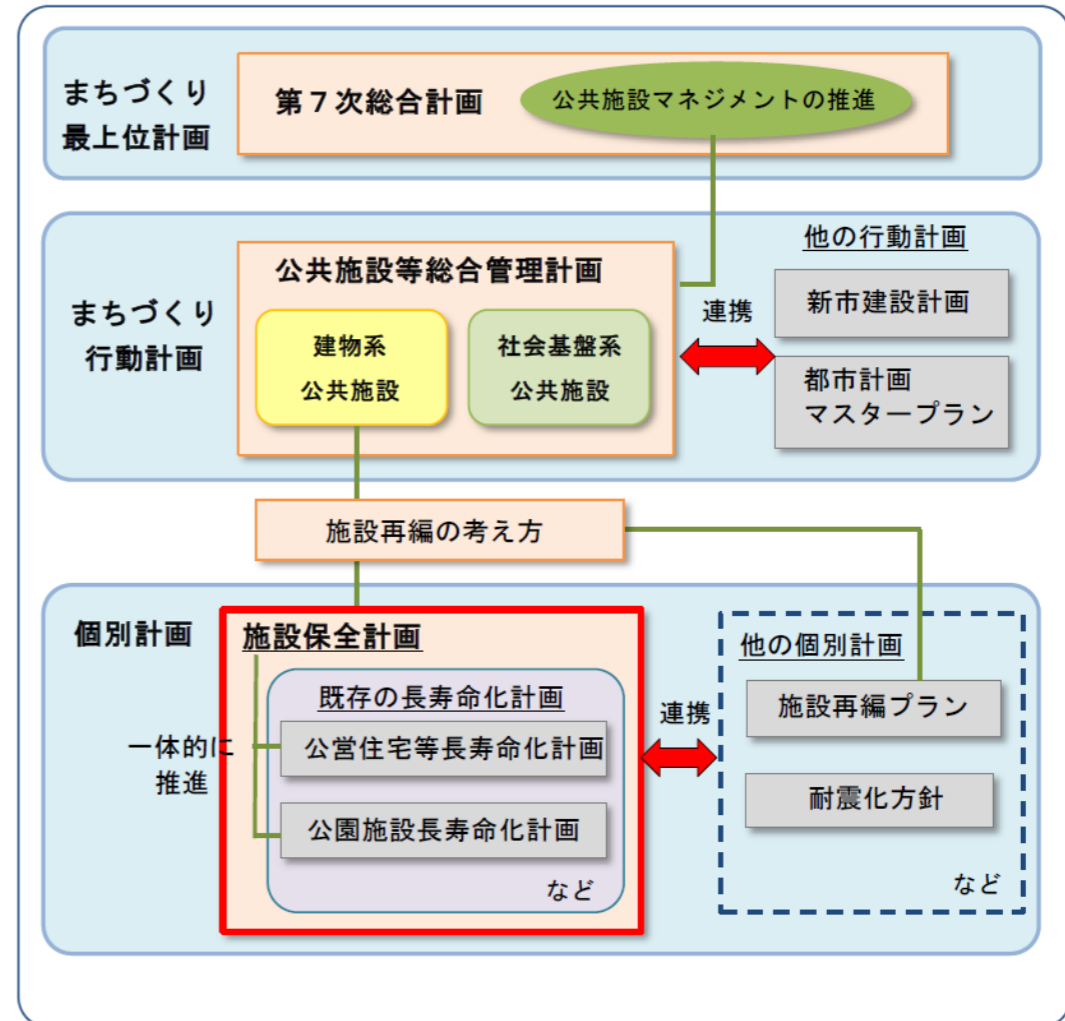 まちづくり
最上位計画
第７次総合計画
公共施設マネジメントの推進
まちづくり
行動計画
公共施設等総合管理計画
建物系
公共施設
社会基盤系
公共施設
連携
他の行動計画
新市建設計画
都市計画
マスタープラン
施設再編の考え方
個別計画
施設保全計画
既存の長寿命化計画
一体的に
推進
公営住宅等長寿命化計画
公園施設長寿命化計画
など
連携
他の個別計画
施設再編プラン
耐震化方針
など